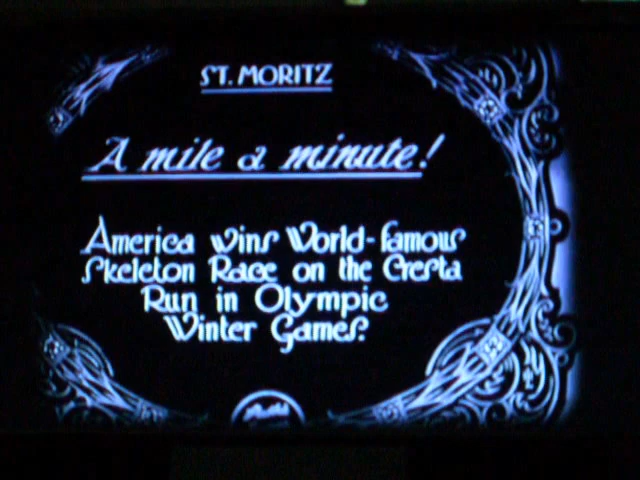 ST. MORITZ
A mile a minute!
America wins World-famous
Skeleton Race on the Cresta
Run in Olympic
Winter Games.